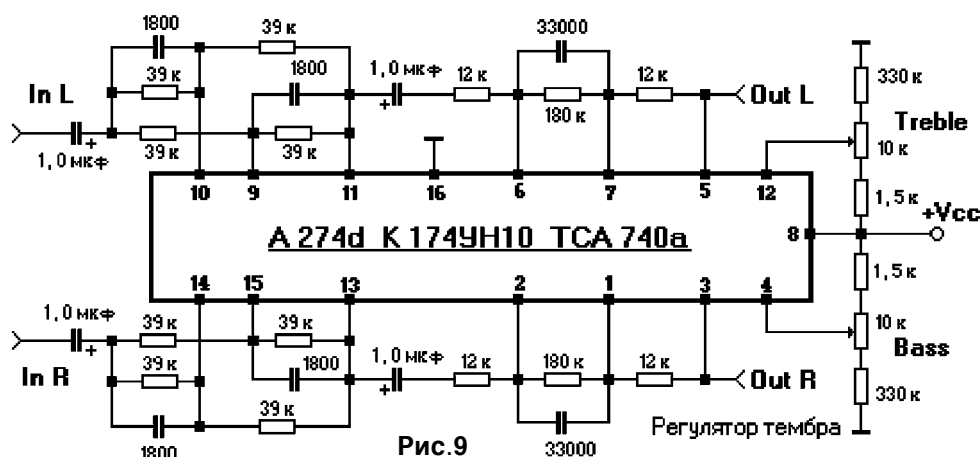 1800
39 к
33000
1800
1,0 мкф
12 к
12 к
330 к
In L
39 к
180 к
Out L
Treble
1,0 мкф
39 к
39 к
10 к
10
9
11
16
6
7
5
12
1,5 к
+Vcc
A 274d К 174УН10 TCA 740a
8
14
15
13
2
1
3
4
1,5 к
1,0 мкф
39 к
39 к
10 к
In R
39 к
1800
1,0 мкф
12 к
180 к
12 к
Bass
39 к
Out R
330 к
1800
33000
Регулятор тембра
Рис.9